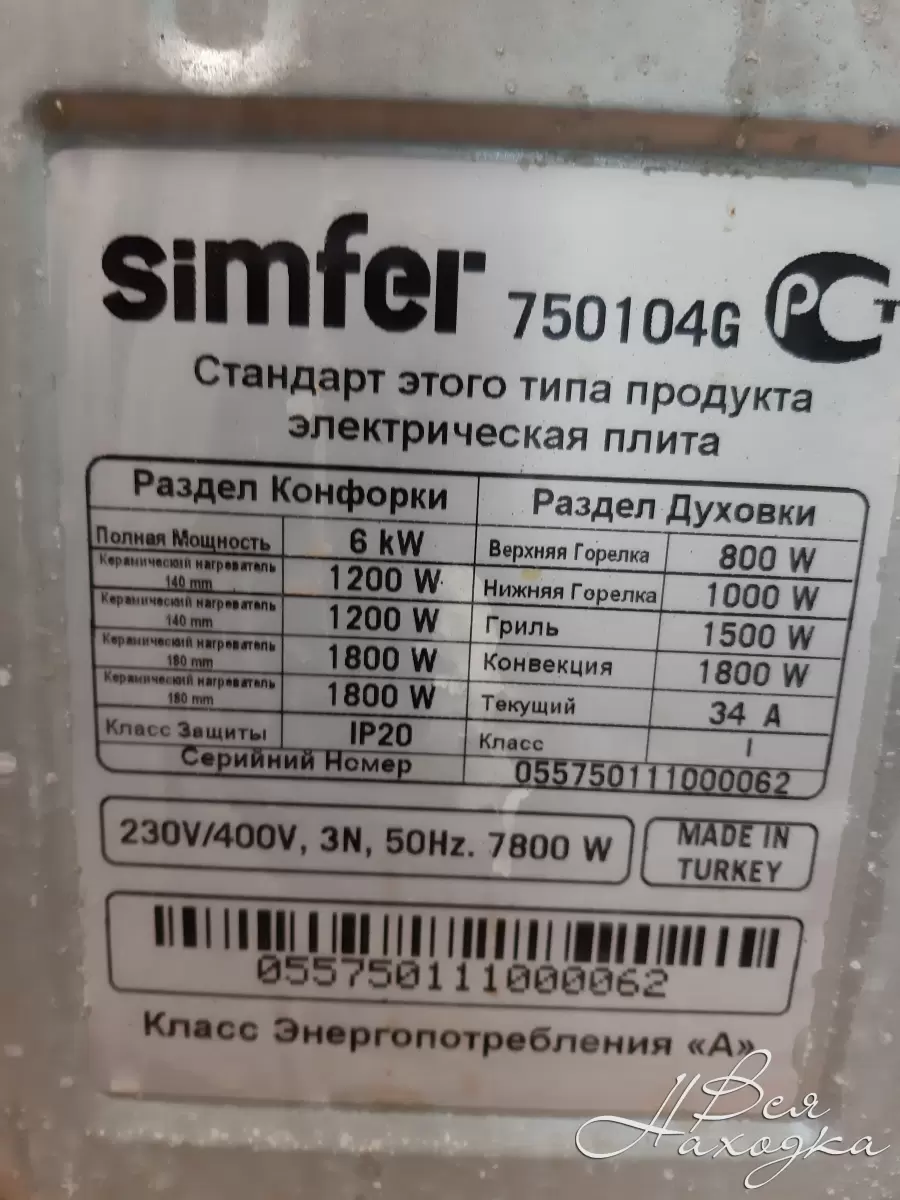 simfer 750104G РСТ
Стандарт этого типа продукта
электрическая плита
Раздел Конфорки
Полная Мощность 6 kW
Керамический нагреватель 140 mm 1200 W
Керамический нагреватель 140 mm 1200 W
Керамический нагреватель 180 mm 1800 W
Керамический нагреватель 180 mm 1800 W
Класс Защиты IP20
Раздел Духовки
Верхняя Горелка 800 W
Нижняя Горелка 1000 W
Гриль 1500 W
Конвекция 1800 W
Текущий 34 A
Класс I
Серийний Номер 055750111000062
230V/400V, 3N, 50Hz. 7800 W
MADE IN
TURKEY
055750111000062
Класс Энергопотребления «А»
Вся
Находка